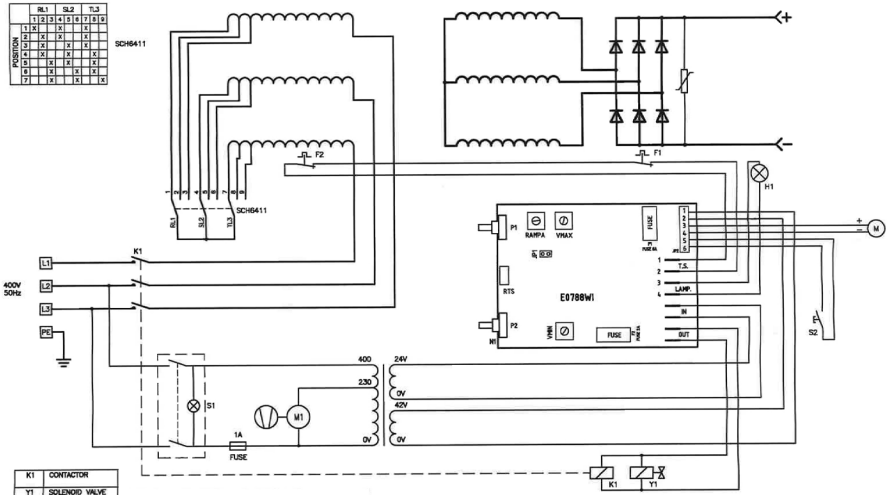 RL1 SL2 TL3
1 2 3 4 5 6 7 8 9
POSITION
1 X X X
2 X X X
3 X X X
4 X X X
5 X X X
6 X X X
7 X X X
SCH6411
+
-
F2
F1
H1
1 2 3 4 5 6 7 8 9
SCH6411
RL1 SL2 TL3
P1
RAMPA VMAX
FUSE
1
2
3
4
5
6
+
-
M
K1
L1
L2
L3
PE
400V
50Hz
RTS
E0788WI
1
2 T.S.
3
LAMP.
4
IN
OUT
S2
P2
N1
VMIN
FUSE
400 24V
230
0V
42V
0V 0V
S1
M1
1A
FUSE
K1 Y1
K1 CONTACTOR
Y1 SOLENOID VALVE